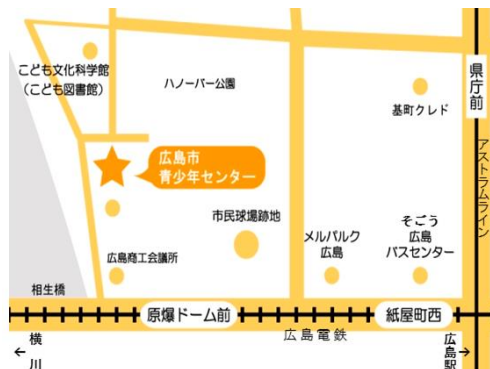 こども文化科学館
（こども図書館）
ハノーバー公園
県庁前
基町クレド
アストラムライン
広島市
青少年センター
市民球場跡地
メルパルク
広島
そごう
広島
バスセンター
広島商工会議所
相生橋
原爆ドーム前
紙屋町西
広島電鉄
←横川
広島駅→